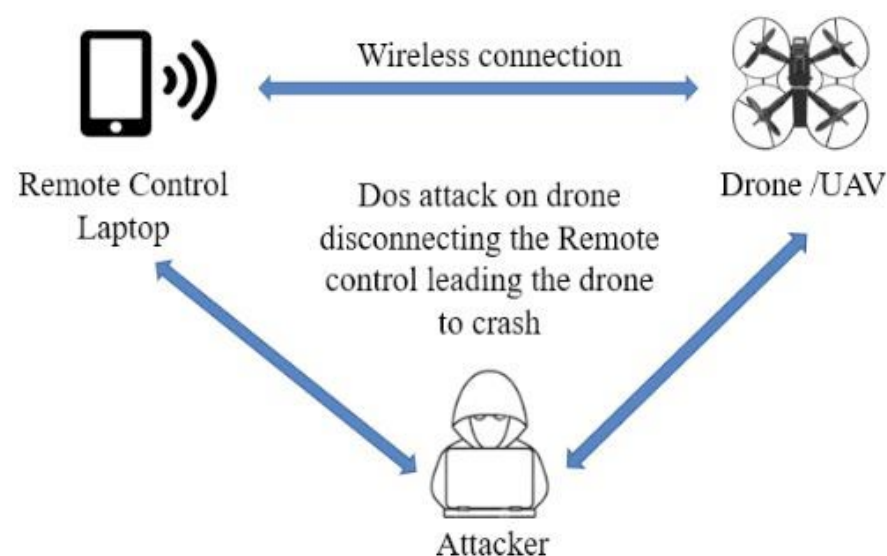 Wireless connection
Remote Control
Laptop
Drone /UAV
Dos attack on drone
disconnecting the Remote
control leading the drone
to crash
Attacker